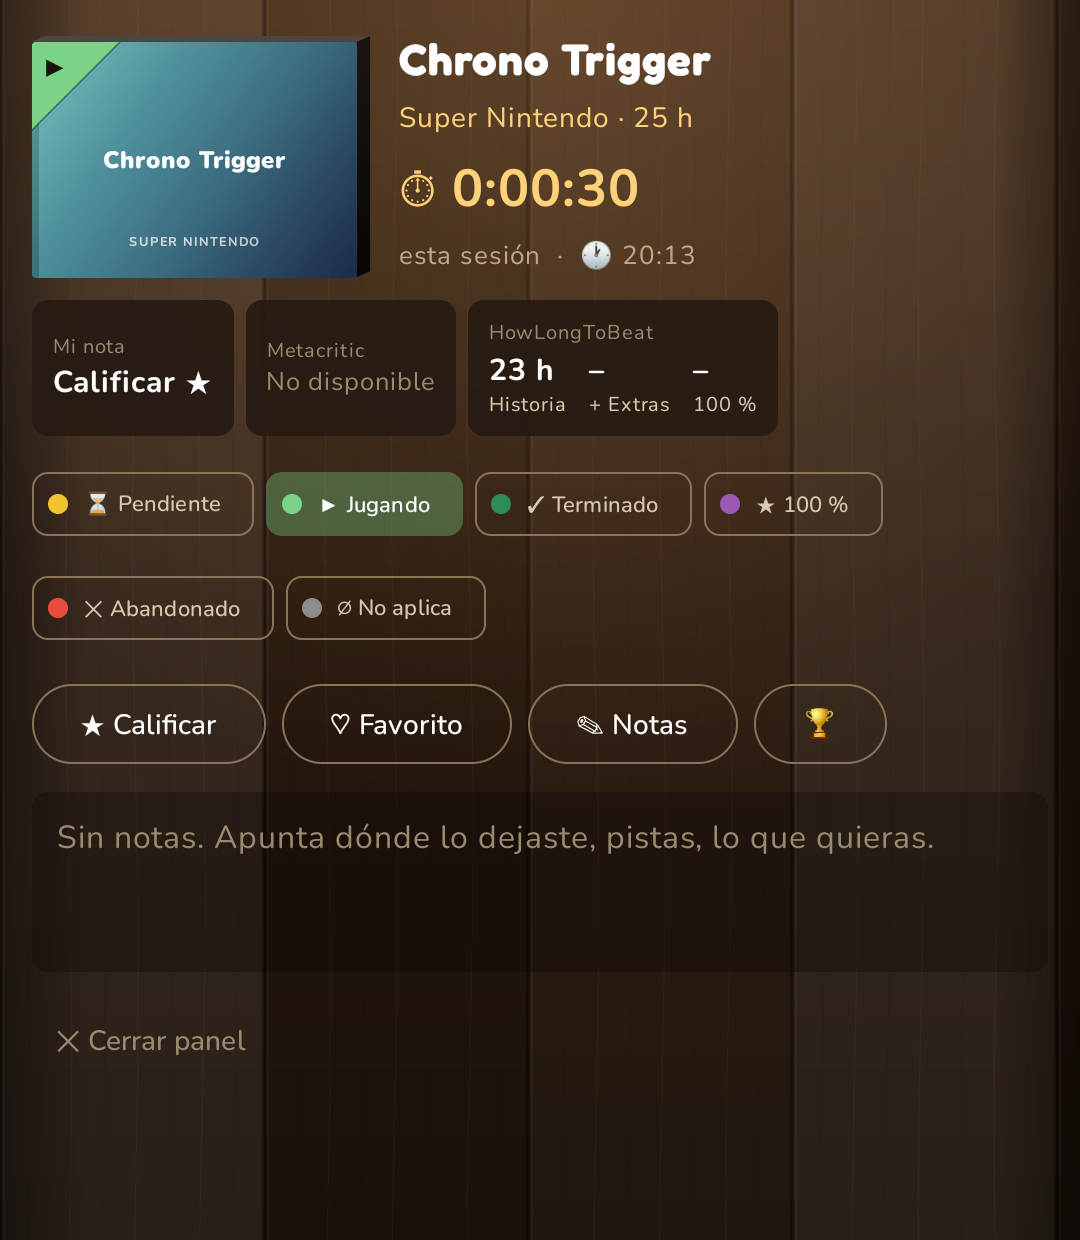 Chrono Trigger
SUPER NINTENDO
Chrono Trigger
Super Nintendo · 25 h
⏱ 0:00:30
esta sesión · 🕐 20:13
Mi nota
Calificar ★
Metacritic
No disponible
HowLongToBeat
23 h – –
Historia + Extras 100 %
⏳ Pendiente
► Jugando
✓ Terminado
★ 100 %
✕ Abandonado
∅ No aplica
★ Calificar
♡ Favorito
✎ Notas
🏆
Sin notas. Apunta dónde lo dejaste, pistas, lo que quieras.
✕ Cerrar panel